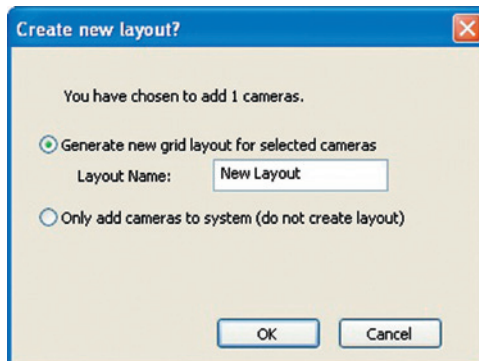 Create new layout?
You have chosen to add 1 cameras.
Generate new grid layout for selected cameras
Layout Name: New Layout
Only add cameras to system (do not create layout)
OK Cancel